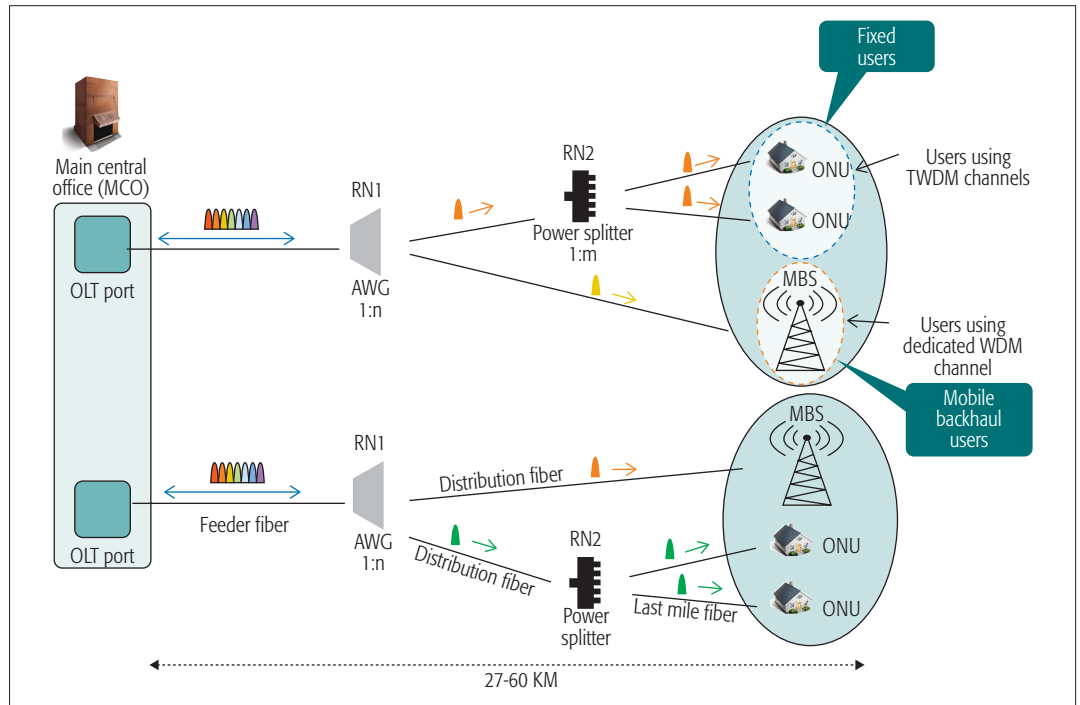 Fixed
users
Main central
office (MCO)
OLT port
RN1
AWG
1:n
RN2
Power splitter
1:m
ONU
ONU
Users using
TWDM channels
MBS
Users using
dedicated WDM
channel
Mobile
backhaul
users
OLT port
Feeder fiber
RN1
AWG
1:n
Distribution fiber
Distribution fiber
RN2
Power
splitter
Last mile fiber
MBS
ONU
ONU
27-60 KM